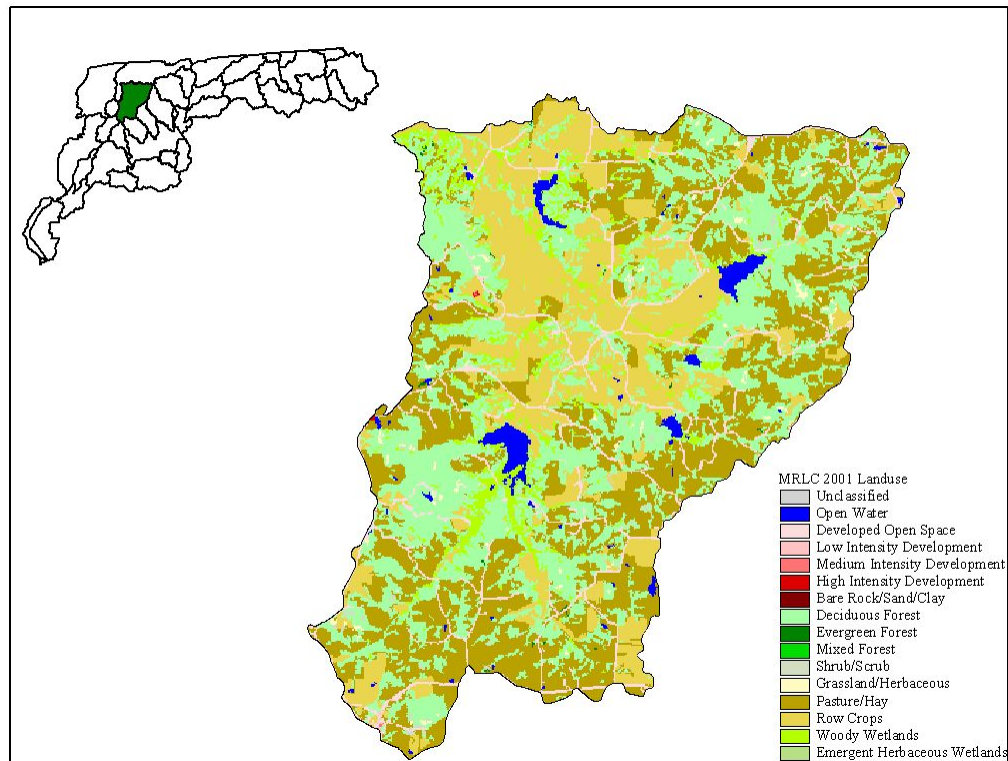 MRLC 2001 Landuse
Unclassified
Open Water
Developed Open Space
Low Intensity Development
Medium Intensity Development
High Intensity Development
Bare Rock/Sand/Clay
Deciduous Forest
Evergreen Forest
Mixed Forest
Shrub/Scrub
Grassland/Herbaceous
Pasture/Hay
Row Crops
Woody Wetlands
Emergent Herbaceous Wetlands